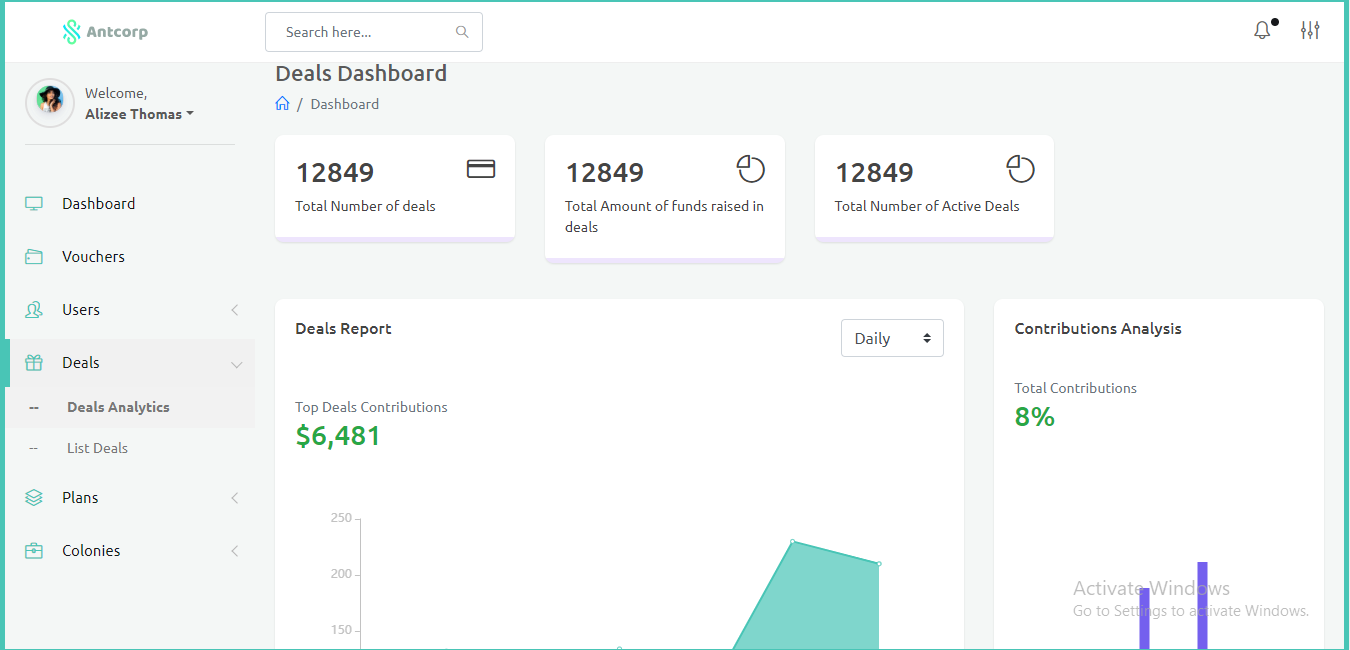 Antcorp
Search here...
Welcome,
Alizee Thomas
Dashboard
Vouchers
Users
Deals
-- Deals Analytics
-- List Deals
Plans
Colonies
Deals Dashboard
/ Dashboard
12849
Total Number of deals
12849
Total Amount of funds raised in
deals
12849
Total Number of Active Deals
Deals Report
Daily
Top Deals Contributions
$6,481
250
200
150
Contributions Analysis
Total Contributions
8%
Activate Windows
Go to Settings to activate Windows.